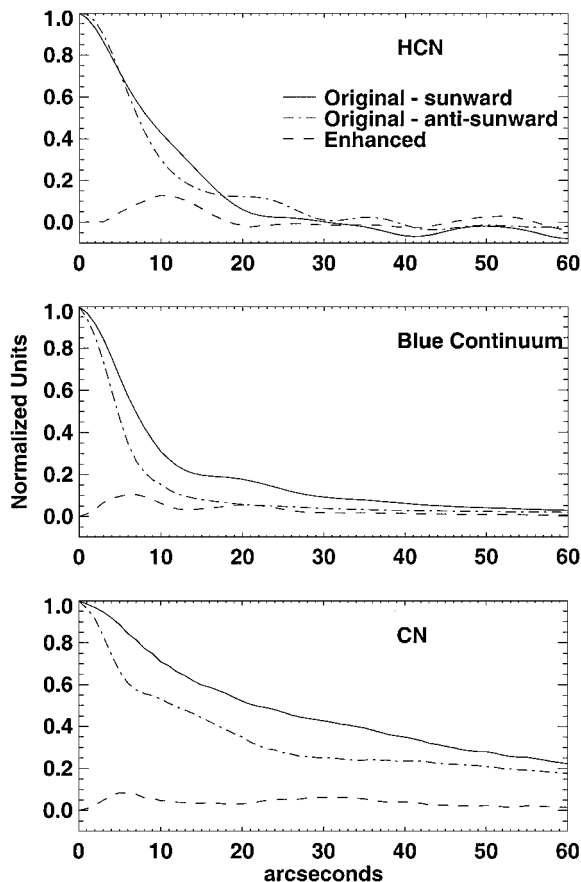 HCN
Original - sunward
Original - anti-sunward
Enhanced
1.0
0.8
0.6
0.4
0.2
0.0
0 10 20 30 40 50 60
Blue Continuum
1.0
0.8
0.6
0.4
0.2
0.0
0 10 20 30 40 50 60
Normalized Units
CN
1.0
0.8
0.6
0.4
0.2
0.0
0 10 20 30 40 50 60
arcseconds